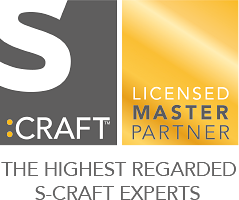 S
:CRAFT™
LICENSED
MASTER
PARTNER
THE HIGHEST REGARDED
S-CRAFT EXPERTS